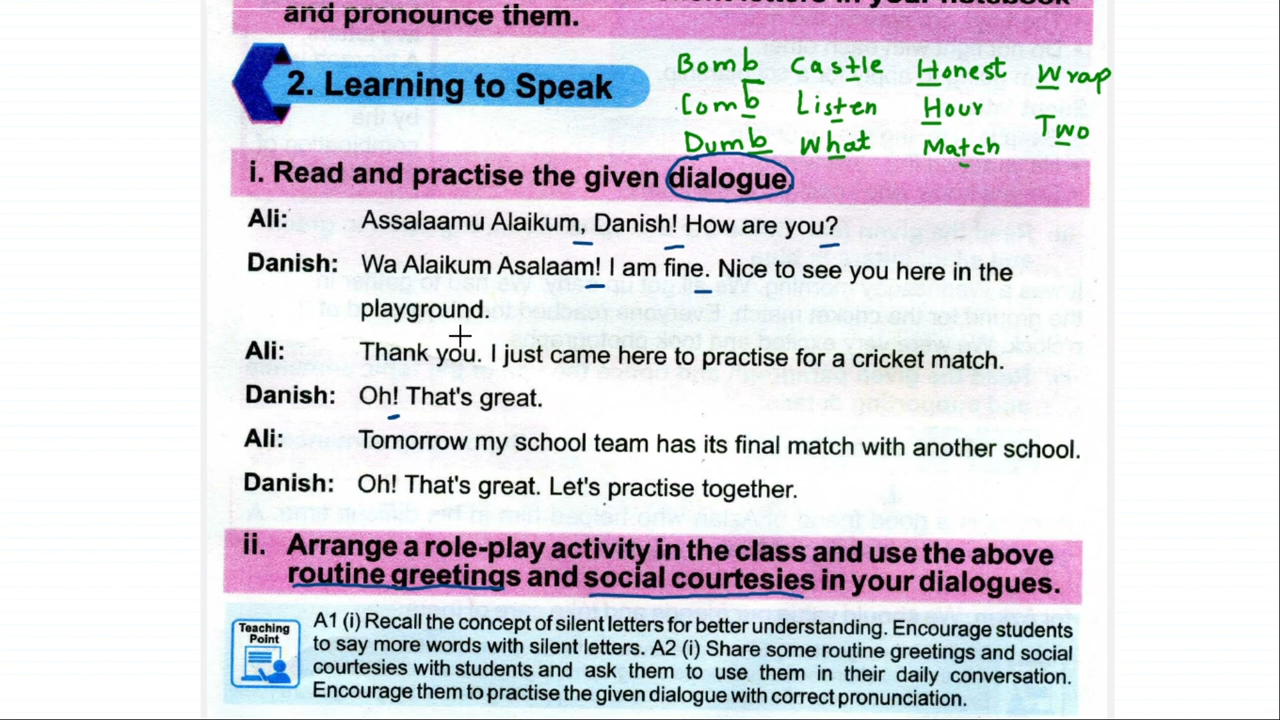 and pronounce them.
2. Learning to Speak
Bomb Castle Honest Wrap
Comb Listen Hour Two
Dumb What Match
i. Read and practise the given dialogue.
Ali: Assalaamu Alaikum, Danish! How are you?
Danish: Wa Alaikum Asalaam! I am fine. Nice to see you here in the
playground.
Ali: Thank you. I just came here to practise for a cricket match.
Danish: Oh! That's great.
Ali: Tomorrow my school team has its final match with another school.
Danish: Oh! That's great. Let's practise together.
ii. Arrange a role-play activity in the class and use the above
routine greetings and social courtesies in your dialogues.
Teaching
Point
A1 (i) Recall the concept of silent letters for better understanding. Encourage students
to say more words with silent letters. A2 (i) Share some routine greetings and social
courtesies with students and ask them to use them in their daily conversation.
Encourage them to practise the given dialogue with correct pronunciation.